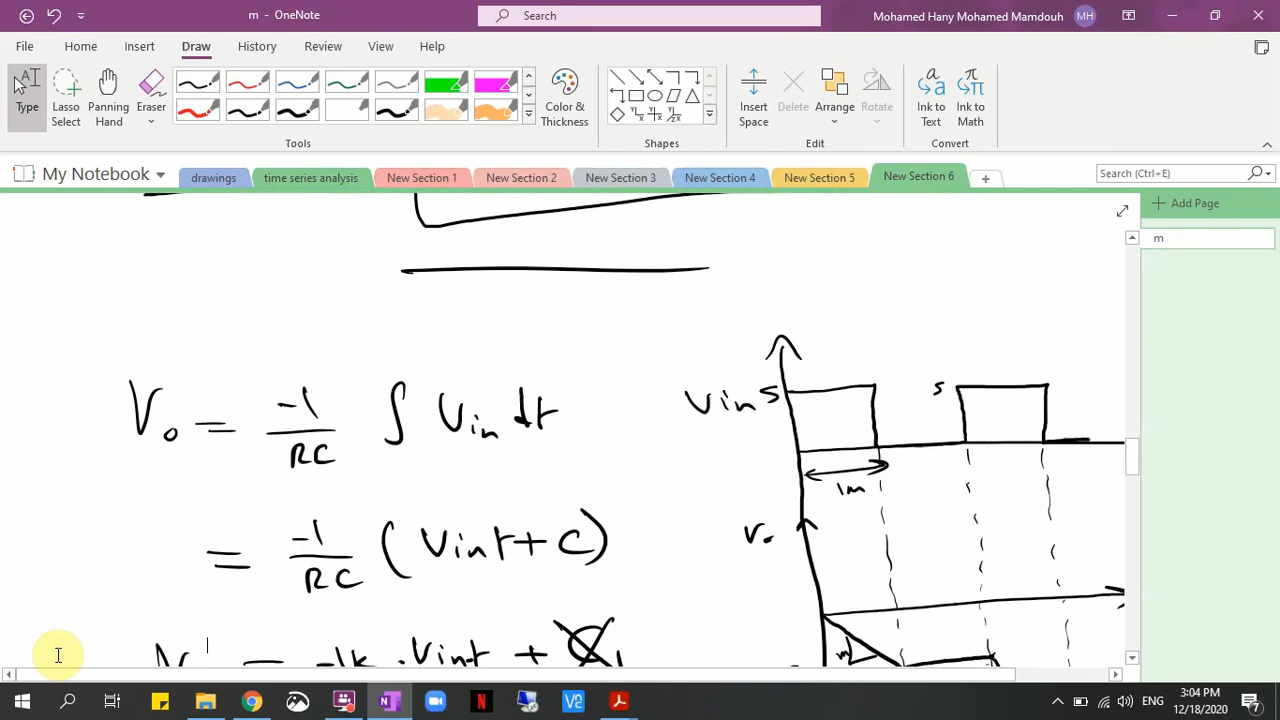 m - OneNote
Search
Mohamed Hany Mohamed Mamdouh
MH
File Home Insert Draw History Review View Help
Type
Lasso Select
Panning Hand
Eraser
Color & Thickness
Insert Space
Delete
Arrange
Rotate
Ink to Text
Ink to Math
Tools
Shapes
Edit
Convert
My Notebook
drawings
time series analysis
New Section 1
New Section 2
New Section 3
New Section 4
New Section 5
New Section 6
Search (Ctrl+E)
Add Page
m
Vo = -1/RC ∫ Vin dt
= -1/RC (Vin t + C)
Vin 5
5
1m
Vo
ENG
3:04 PM
12/18/2020
7